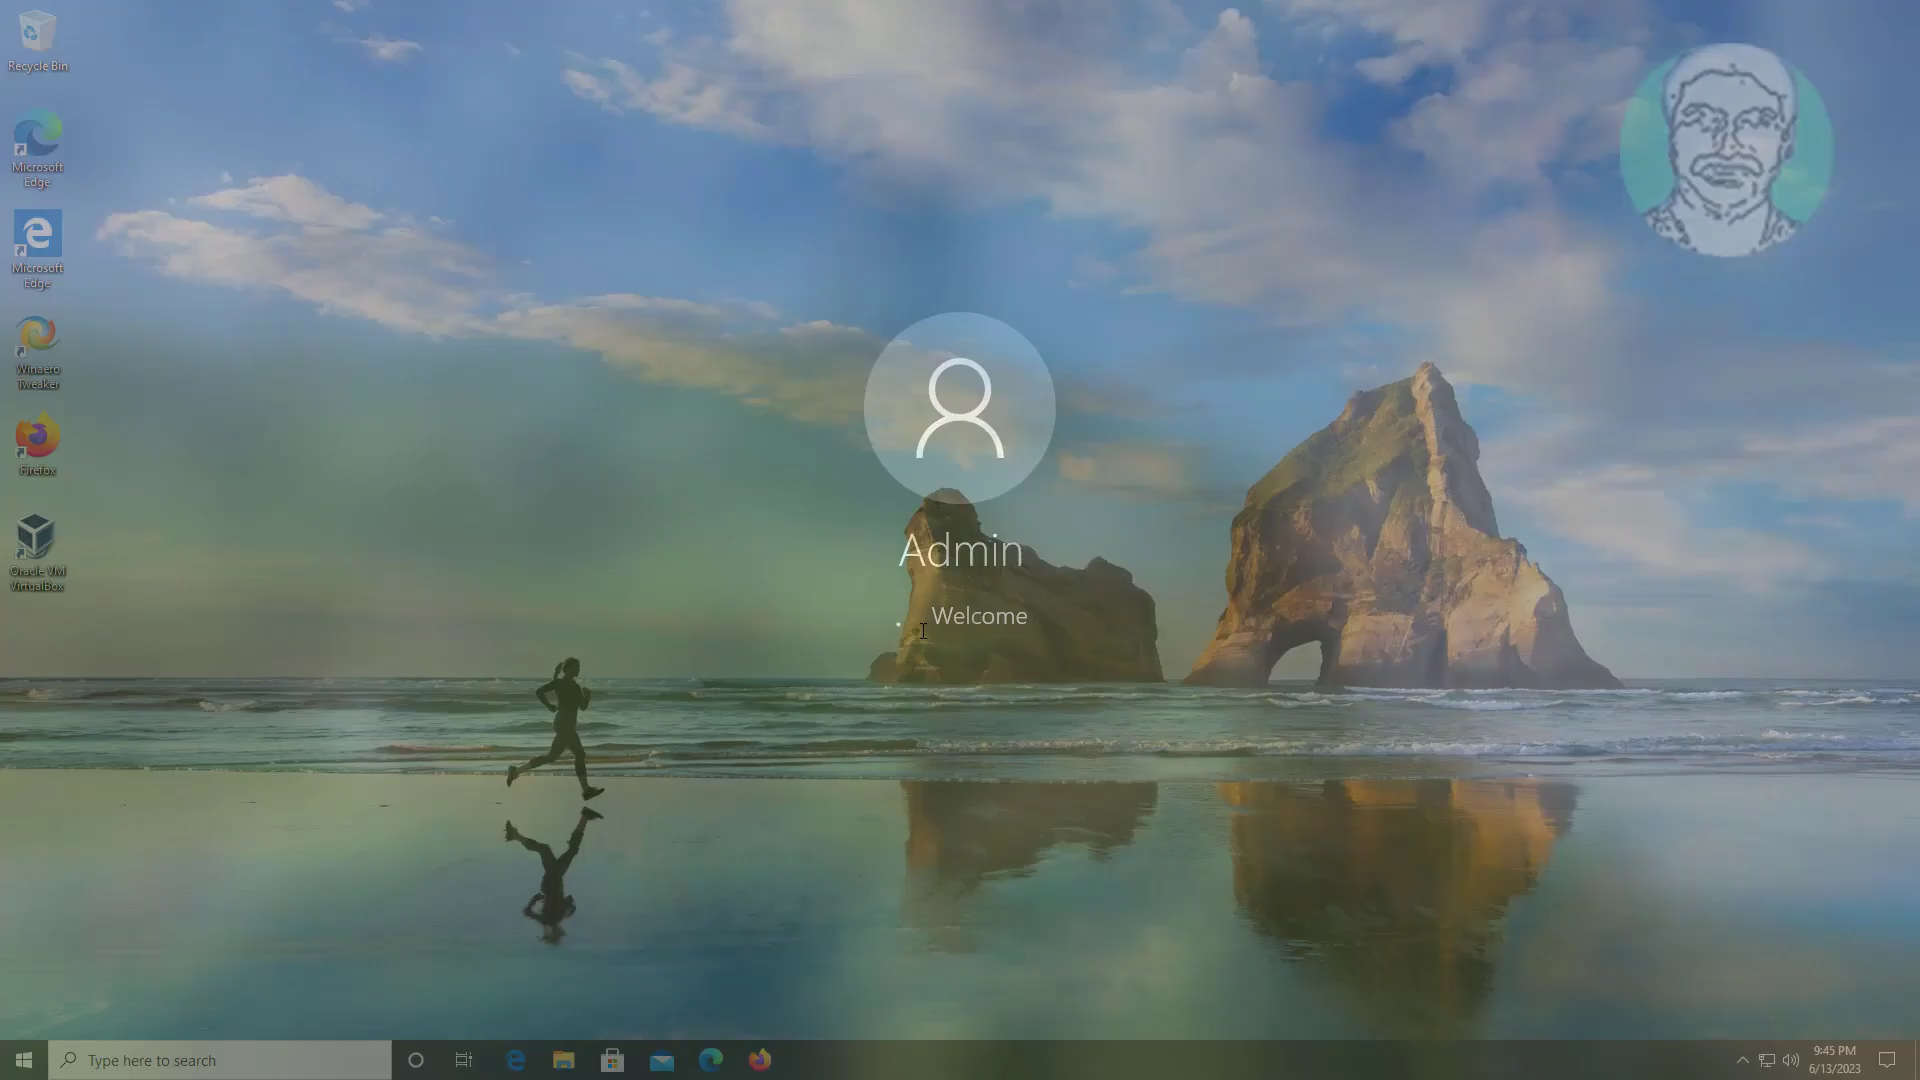 Recycle Bin
Microsoft
Edge
Microsoft
Edge
Winaero
Tweaker
Firefox
Oracle VM
VirtualBox
Admin
Welcome
Type here to search
9:45 PM
6/13/2023